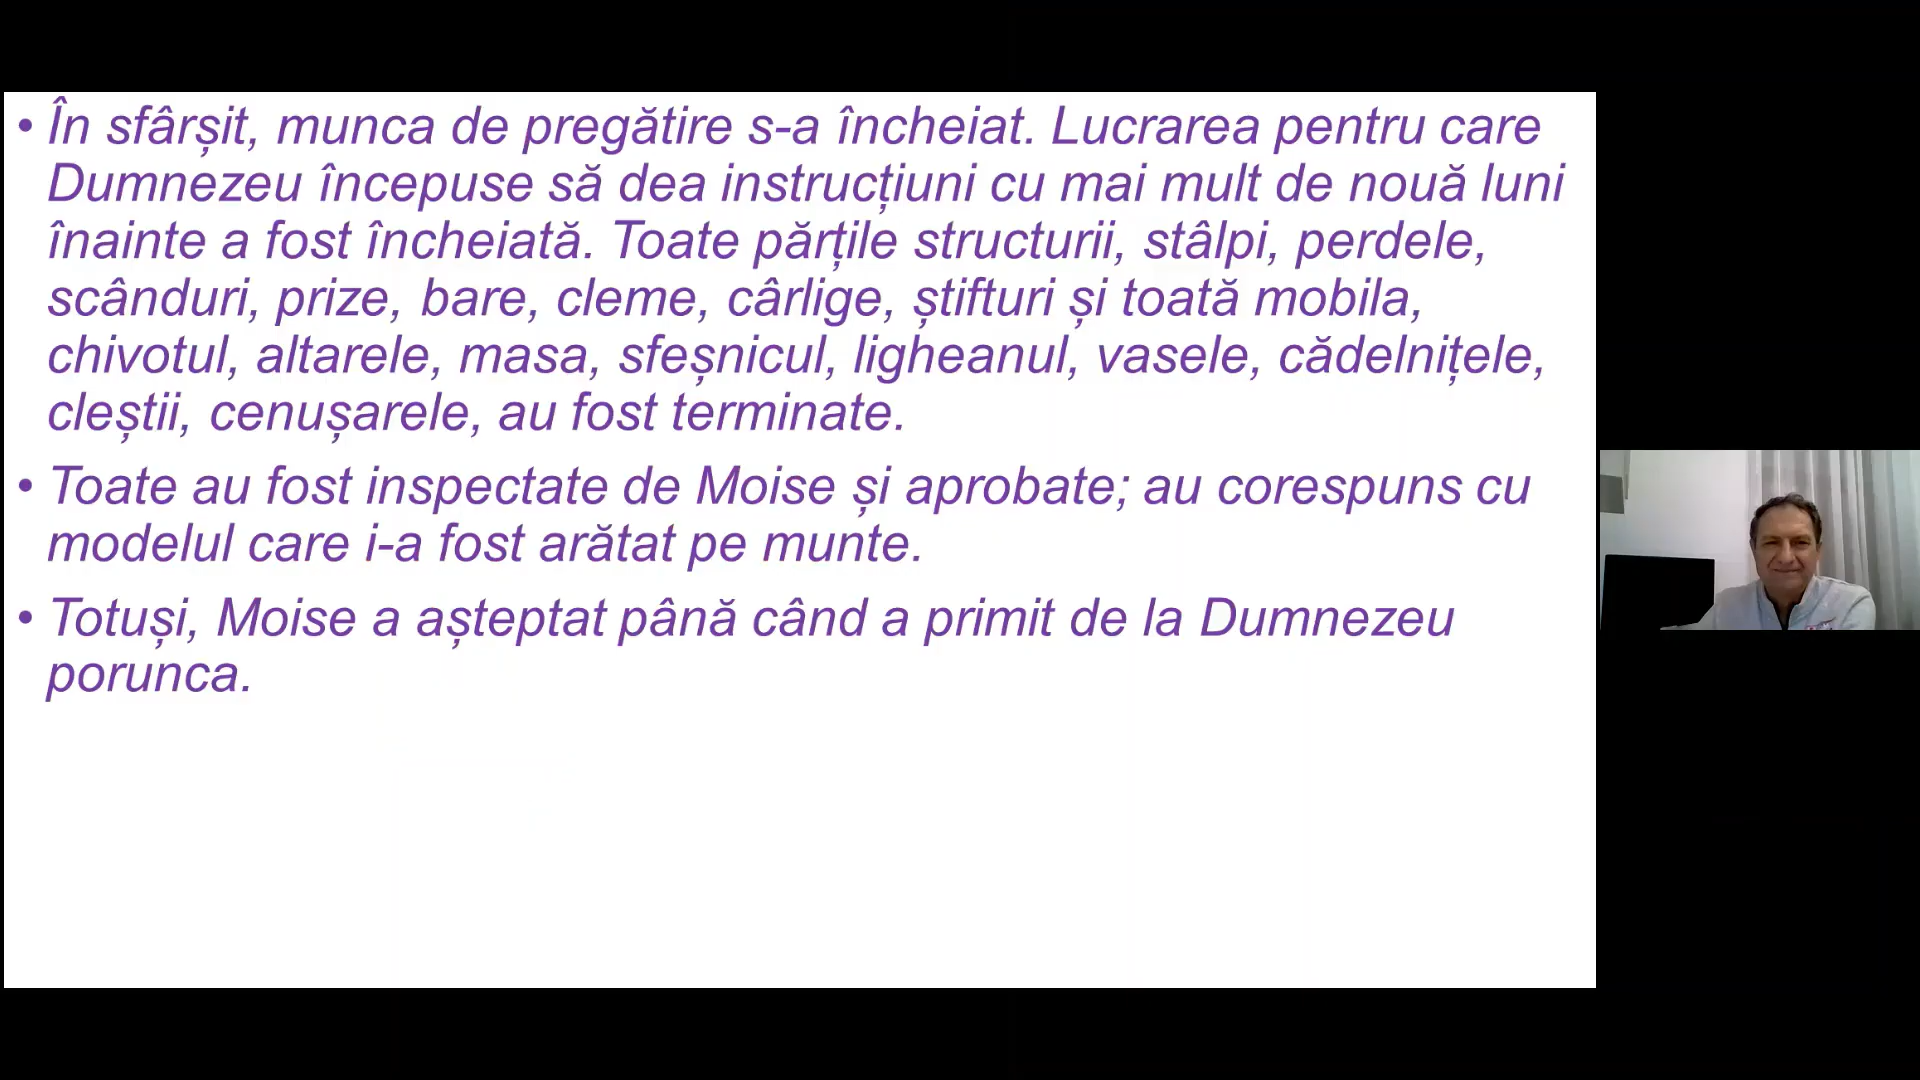 • În sfârșit, munca de pregătire s-a încheiat. Lucrarea pentru care
Dumnezeu începuse să dea instrucțiuni cu mai mult de nouă luni
înainte a fost încheiată. Toate părțile structurii, stâlpi, perdele,
scânduri, prize, bare, cleme, cârlige, știfturi și toată mobila,
chivotul, altarele, masa, sfeșnicul, ligheanul, vasele, cădelnițele,
cleștii, cenușarele, au fost terminate.
• Toate au fost inspectate de Moise și aprobate; au corespuns cu
modelul care i-a fost arătat pe munte.
• Totuși, Moise a așteptat până când a primit de la Dumnezeu
porunca.